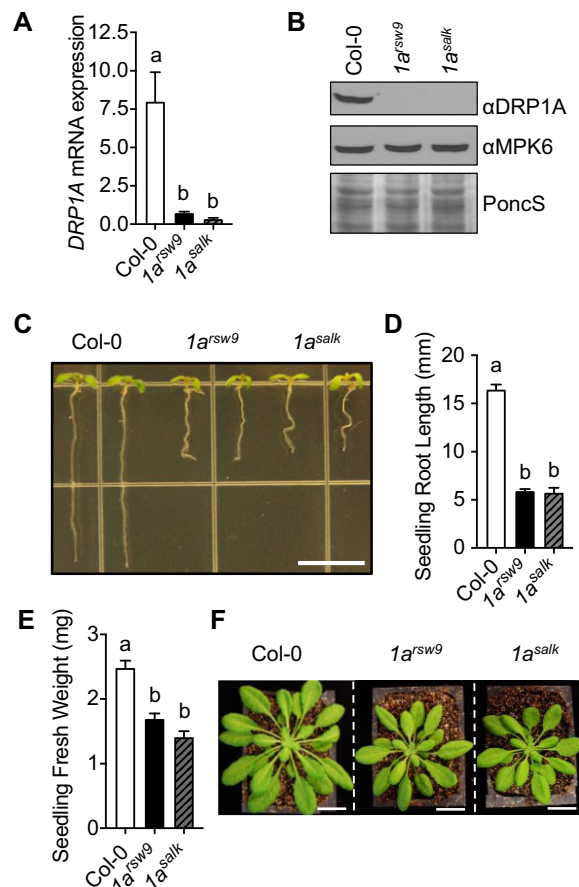 A
DRP1A mRNA expression
12.5
10.0
7.5
5.0
2.5
0.0
a
b
b
Col-0
1a^rsw9
1a^salk
B
Col-0
1a^rsw9
1a^salk
αDRP1A
αMPK6
PoncS
C
Col-0
1a^rsw9
1a^salk
D
Seedling Root Length (mm)
20
15
10
5
0
a
b
b
Col-0
1a^rsw9
1a^salk
E
Seedling Fresh Weight (mg)
3
2
1
0
a
b
b
Col-0
1a^rsw9
1a^salk
F
Col-0
1a^rsw9
1a^salk